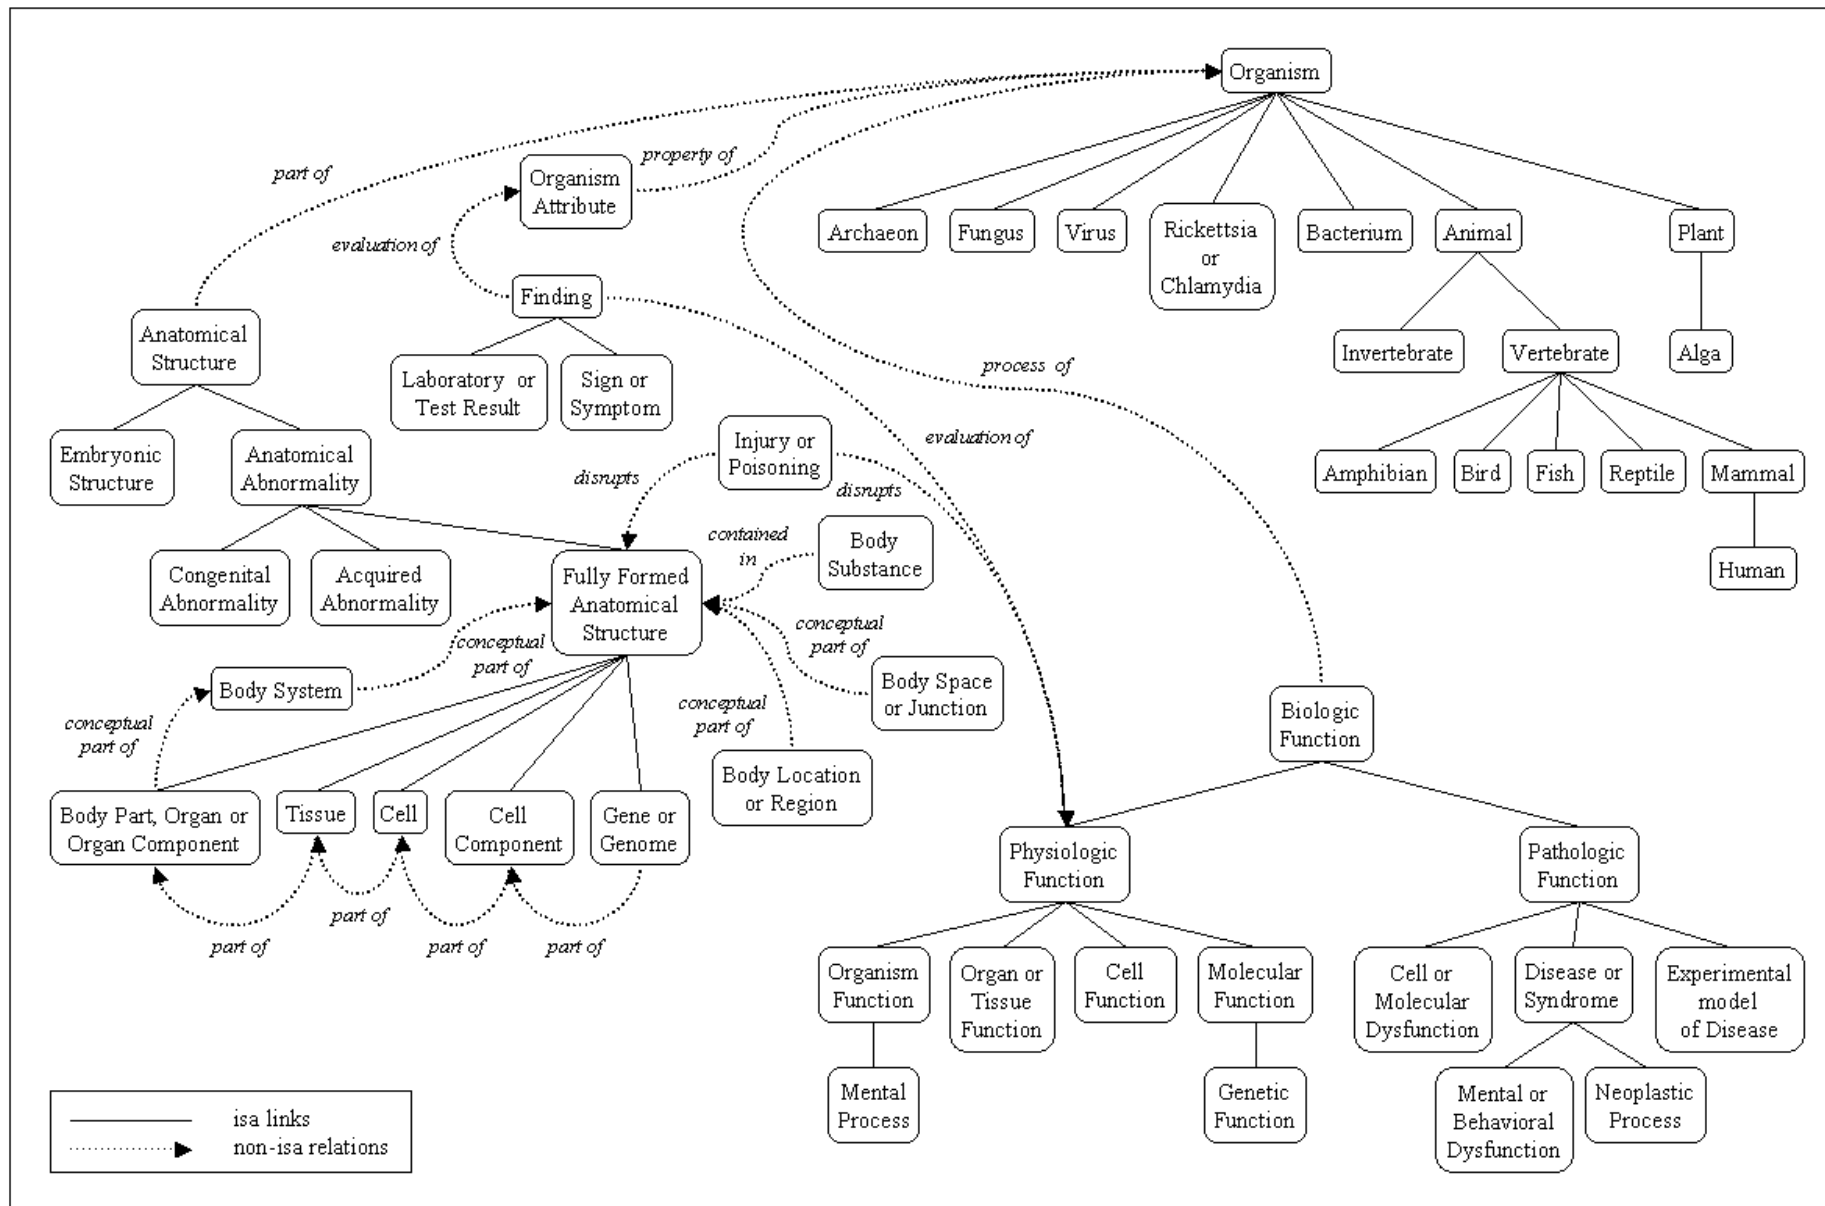 Organism
part of
property of
Organism
Attribute
evaluation of
Archaeon
Fungus
Virus
Rickettsia
or
Chlamydia
Bacterium
Animal
Plant
Finding
Anatomical
Structure
Laboratory or
Test Result
Sign or
Symptom
process of
Invertebrate
Vertebrate
Alga
Embryonic
Structure
Anatomical
Abnormality
Injury or
Poisoning
evaluation of
disrupts
disrupts
Amphibian
Bird
Fish
Reptile
Mammal
Human
Congenital
Abnormality
Acquired
Abnormality
Fully Formed
Anatomical
Structure
contained
in
Body
Substance
conceptual
part of
conceptual
part of
Body System
Body Space
or Junction
conceptual
part of
conceptual
part of
Body Location
or Region
Biologic
Function
Body Part, Organ or
Organ Component
Tissue
Cell
Cell
Component
Gene or
Genome
part of
part of
part of
part of
Physiologic
Function
Pathologic
Function
Organism
Function
Organ or
Tissue
Function
Cell
Function
Molecular
Function
Cell or
Molecular
Dysfunction
Disease or
Syndrome
Experimental
model
of Disease
Mental
Process
Genetic
Function
Mental or
Behavioral
Dysfunction
Neoplastic
Process
isa links
non-isa relations